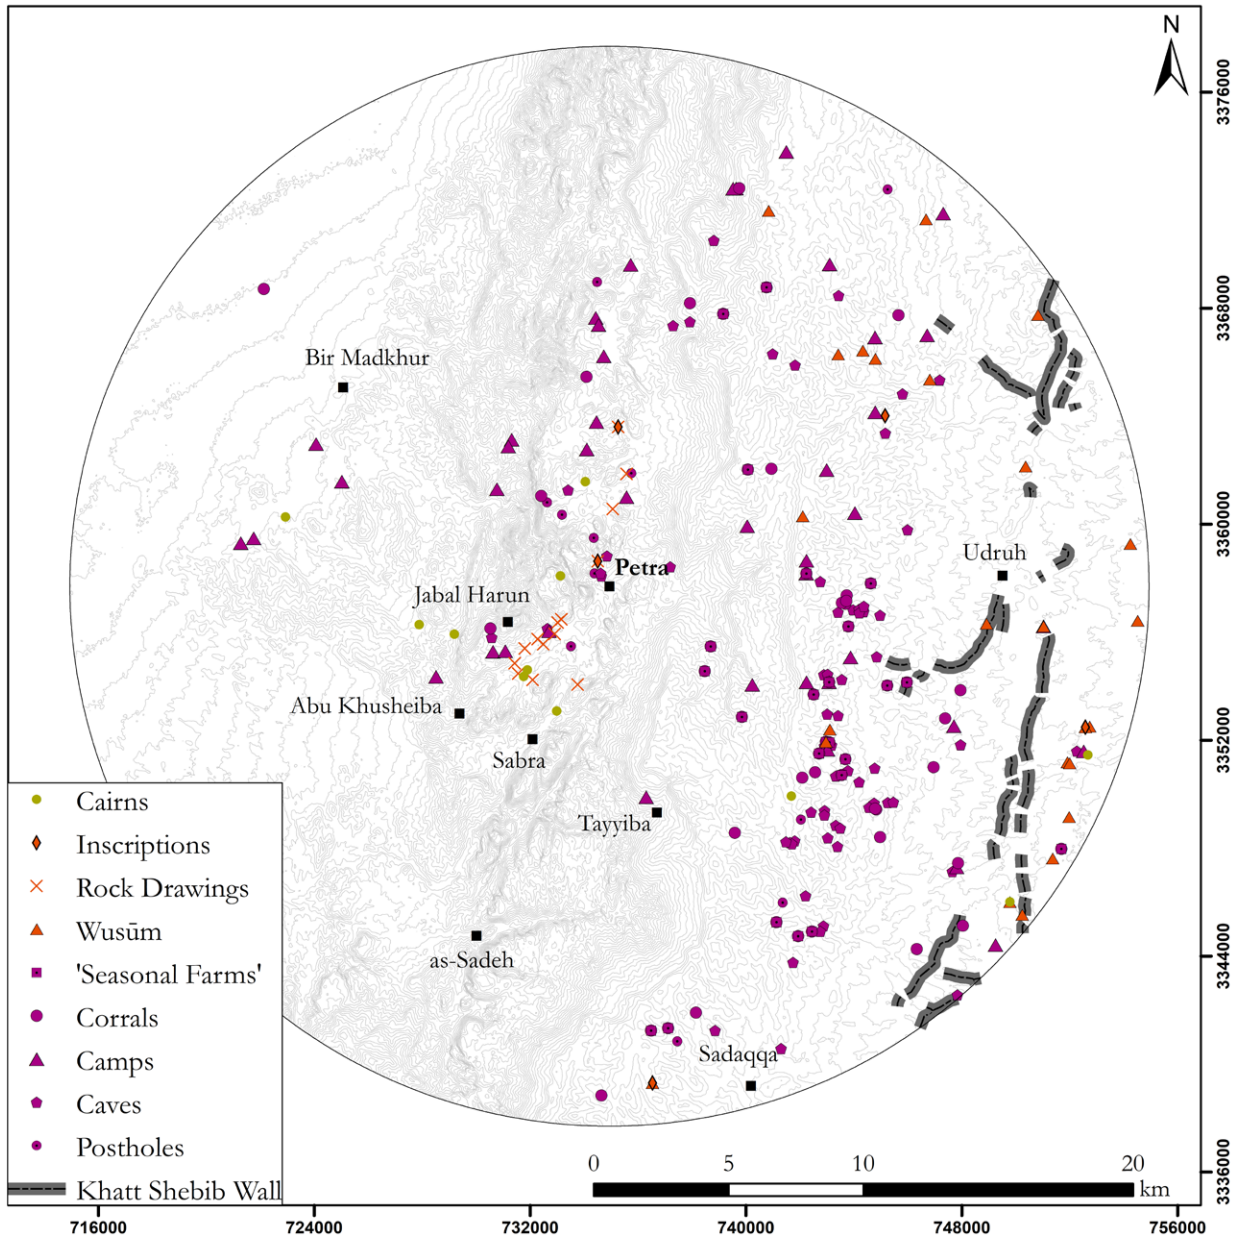 N
3376000
3368000
Bir Madkhur
3360000
Udruh
Petra
Jabal Harun
Abu Khusheiba
3352000
Sabra
Tayyiba
as-Sadeh
3344000
Sadaqqa
Cairns
Inscriptions
Rock Drawings
Wusūm
'Seasonal Farms'
Corrals
Camps
Caves
Postholes
Khatt Shebib Wall
0 5 10 20
km
3336000
716000 724000 732000 740000 748000 756000